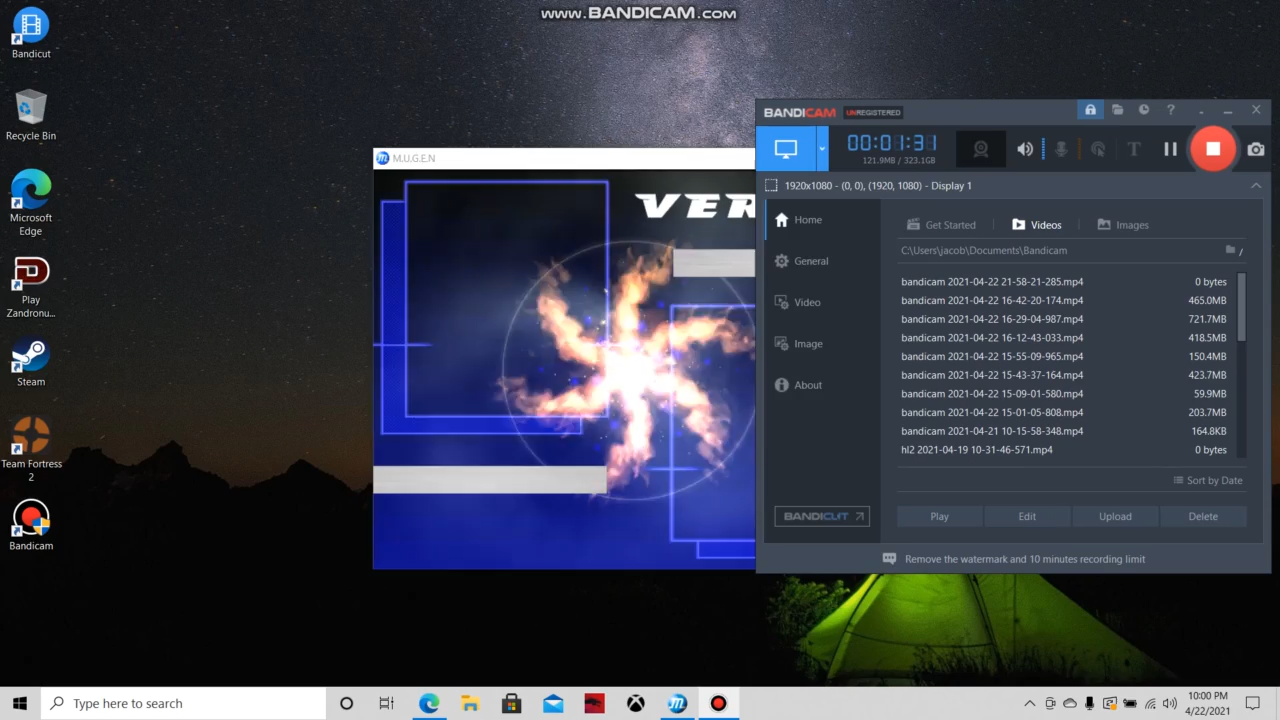 www.BANDICAM.com
Bandicut
Recycle Bin
Microsoft
Edge
Play
Zandronu...
Steam
Team Fortress
2
Bandicam
M.U.G.E.N
VER
BANDICAM UNREGISTERED
00:01:31
121.9MB / 323.1GB
1920x1080 - (0, 0), (1920, 1080) - Display 1
Home
General
Video
Image
About
BANDICUT
Get Started
Videos
Images
C:\Users\jacob\Documents\Bandicam
bandicam 2021-04-22 21-58-21-285.mp4 0 bytes
bandicam 2021-04-22 16-42-20-174.mp4 465.0MB
bandicam 2021-04-22 16-29-04-987.mp4 721.7MB
bandicam 2021-04-22 16-12-43-033.mp4 418.5MB
bandicam 2021-04-22 15-55-09-965.mp4 150.4MB
bandicam 2021-04-22 15-43-37-164.mp4 423.7MB
bandicam 2021-04-22 15-09-01-580.mp4 59.9MB
bandicam 2021-04-22 15-01-05-808.mp4 203.7MB
bandicam 2021-04-21 10-15-58-348.mp4 164.8KB
hl2 2021-04-19 10-31-46-571.mp4 0 bytes
Sort by Date
Play Edit Upload Delete
Remove the watermark and 10 minutes recording limit
Type here to search
10:00 PM
4/22/2021